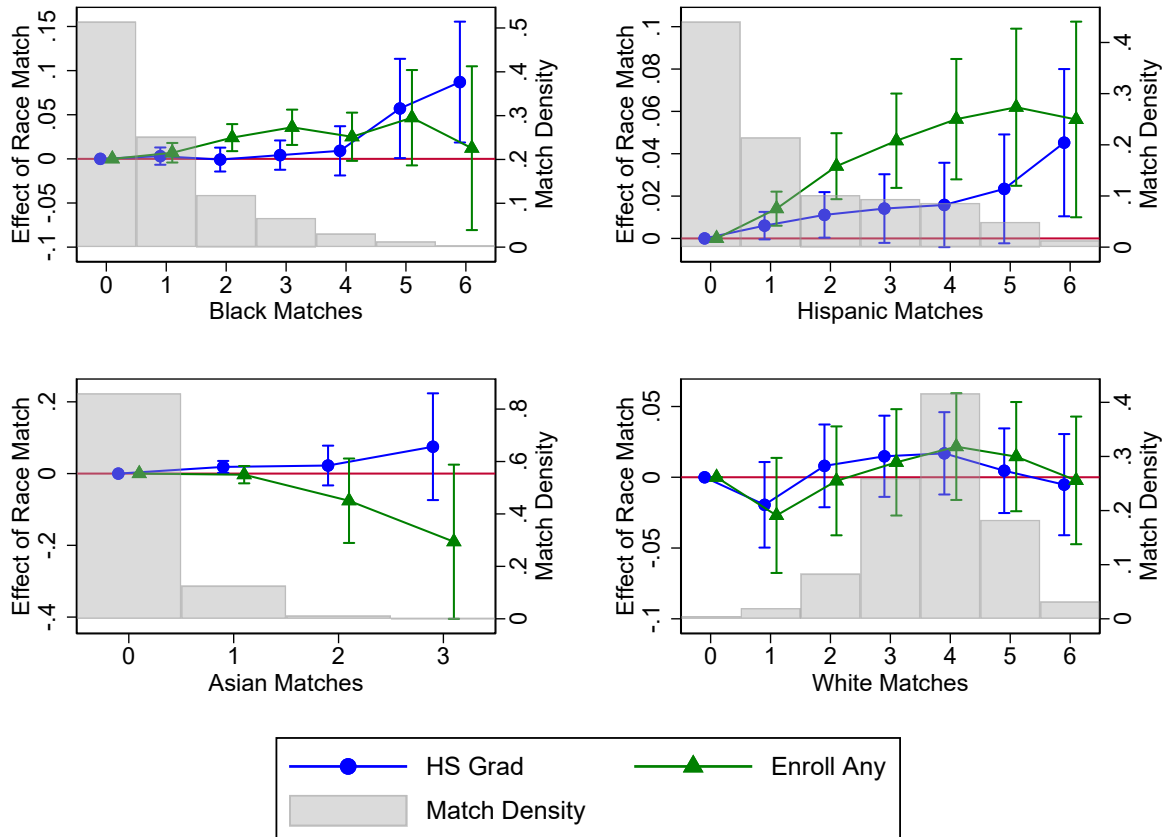 Effect of Race Match
-.1 -.05 0 .05 .1 .15
0 .1 .2 .3 .4 .5
Match Density
0 1 2 3 4 5 6
Black Matches
Effect of Race Match
0 .02 .04 .06 .08 .1
0 .1 .2 .3 .4
Match Density
0 1 2 3 4 5 6
Hispanic Matches
Effect of Race Match
-.4 -.2 0 .2
0 .2 .4 .6 .8
Match Density
0 1 2 3
Asian Matches
Effect of Race Match
-.1 -.05 0 .05
0 .1 .2 .3 .4
Match Density
0 1 2 3 4 5 6
White Matches
HS Grad Enroll Any
Match Density